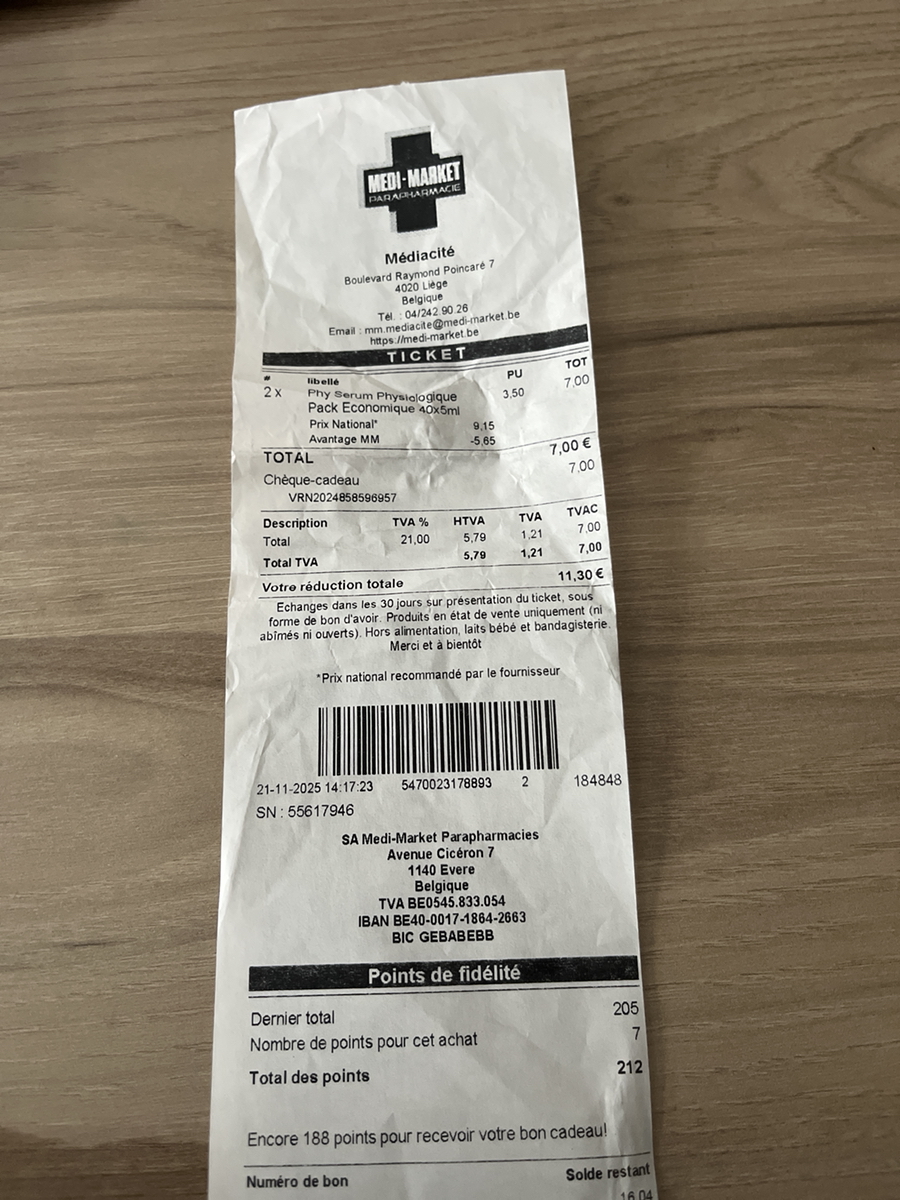 MEDI-MARKET
PARAPHARMACIE
Médiacité
Boulevard Raymond Poincaré 7
4020 Liège
Belgique
Tél. : 04/242.90.26
Email : mm.mediacite@medi-market.be
https://medi-market.be
TICKET
# libellé PU TOT
2 x Phy Serum Physiologique 3,50 7,00
Pack Economique 40x5ml
Prix National* 9,15
Avantage MM -5,65
TOTAL 7,00 €
Chèque-cadeau 7,00
VRN2024858596957
Description TVA % HTVA TVA TVAC
Total 21,00 5,79 1,21 7,00
Total TVA 5,79 1,21 7,00
Votre réduction totale 11,30 €
Echanges dans les 30 jours sur présentation du ticket, sous
forme de bon d'avoir. Produits en état de vente uniquement (ni
abîmés ni ouverts). Hors alimentation, laits bébé et bandagisterie.
Merci et à bientôt
*Prix national recommandé par le fournisseur
21-11-2025 14:17:23 5470023178893 2 184848
SN : 55617946
SA Medi-Market Parapharmacies
Avenue Cicéron 7
1140 Evere
Belgique
TVA BE0545.833.054
IBAN BE40-0017-1864-2663
BIC GEBABEBB
Points de fidélité
Dernier total 205
Nombre de points pour cet achat 7
Total des points 212
Encore 188 points pour recevoir votre bon cadeau!
Numéro de bon Solde restant
16,04